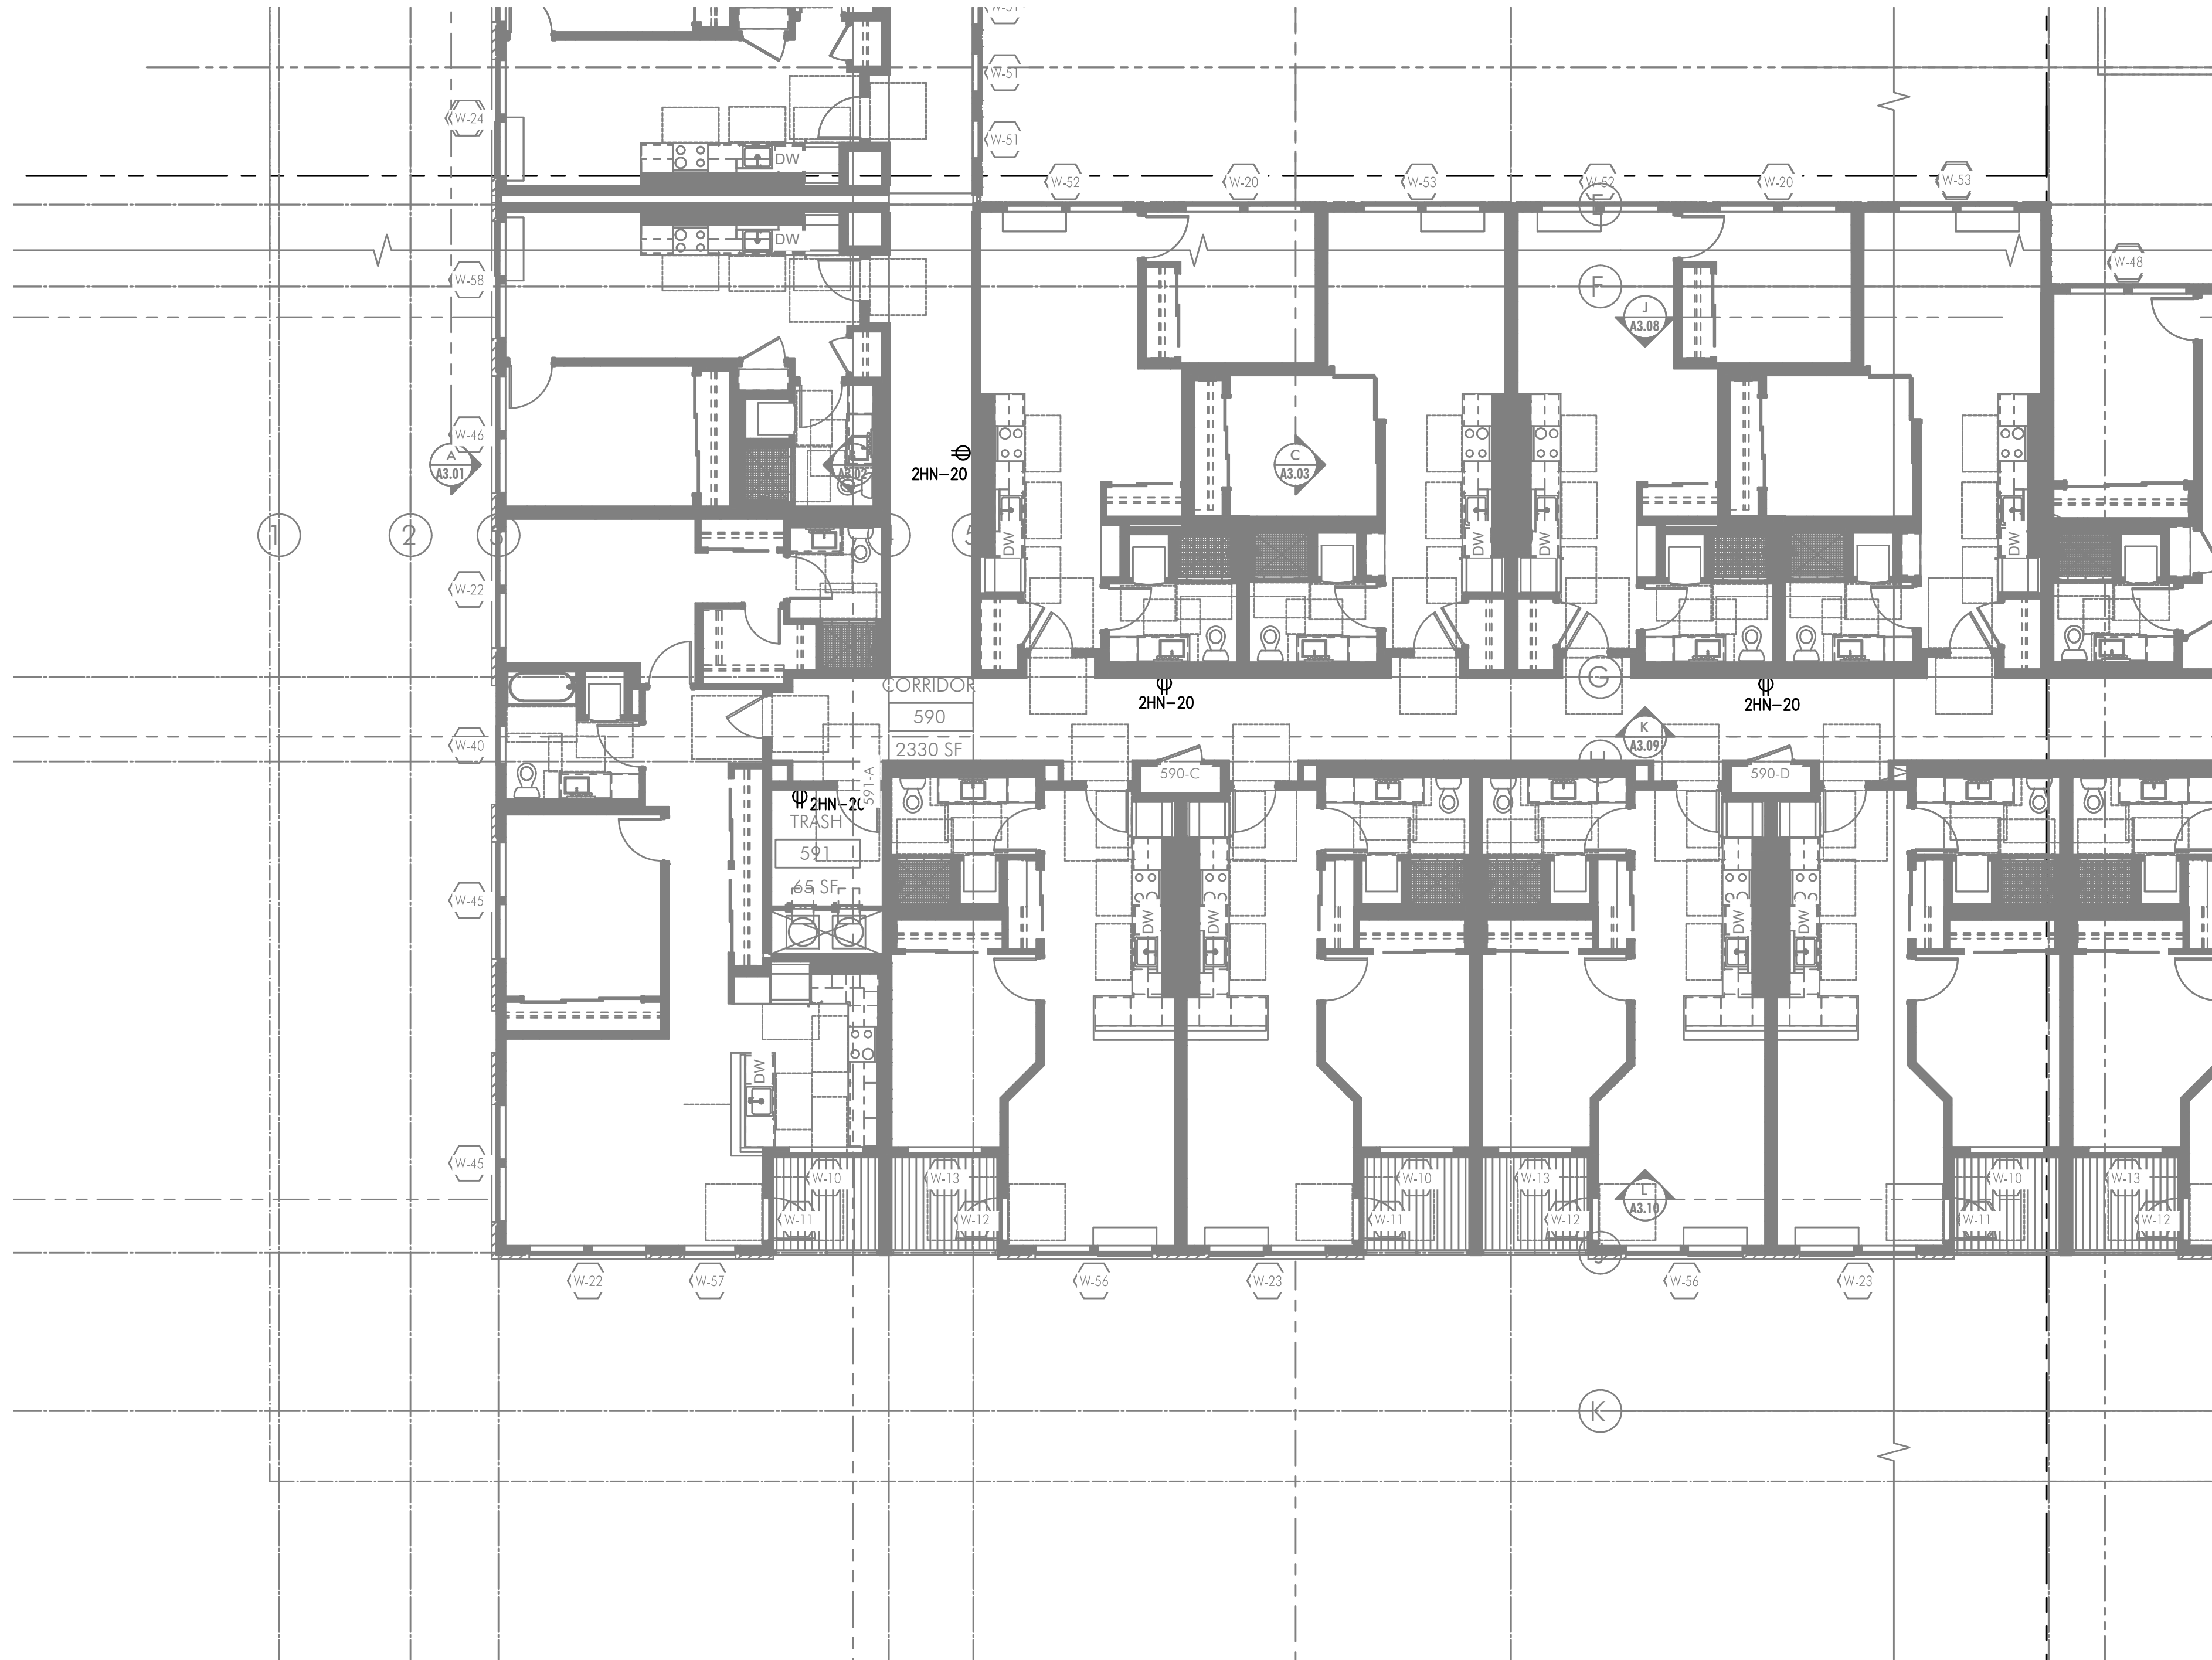 W-51
W-51
W-24
W-51
DW
W-52
W-20
W-53
W-52
W-20
W-53
E
DW
W-58
W-48
F
J
A3.08
W-46
A
A3.01
A3.02
C
A3.03
2HN-20
1
2
3
4
5
DW
DW
DW
DW
W-22
CORRIDOR
590
2330 SF
G
2HN-20
2HN-20
W-40
K
A3.09
H
591-A
590-C
590-D
2HN-20
TRASH
591
65 SF
W-45
DW
DW
DW
DW
DW
W-45
W-10
W-13
W-10
W-13
W-10
W-13
L
A3.10
W-11
W-12
W-11
W-12
W-11
W-12
J
W-22
W-57
W-56
W-23
W-56
W-23
K